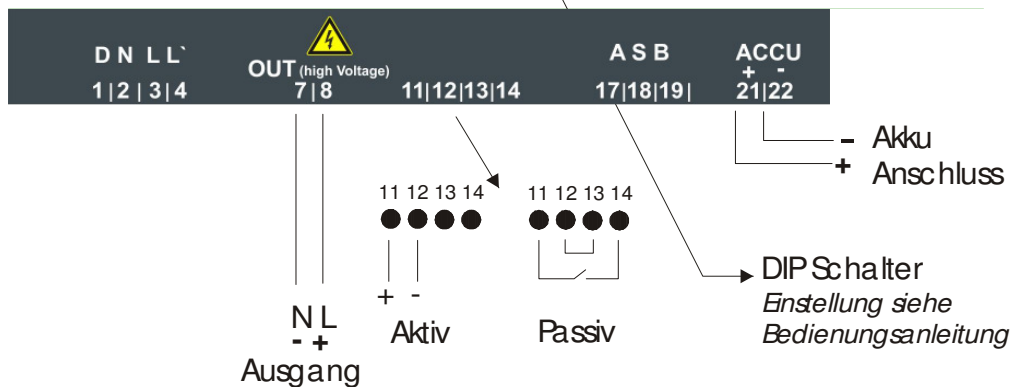 D N L L`
OUT (high Voltage)
A S B
ACCU
+ -
1|2 | 3|4
7|8
11|12|13|14
17|18|19|
21|22
- Akku
+ Anschluss
11 12 13 14
11 12 13 14
+ -
Aktiv
Passiv
DIP Schalter
Einstellung siehe
Bedienungsanleitung
N L
- +
Ausgang